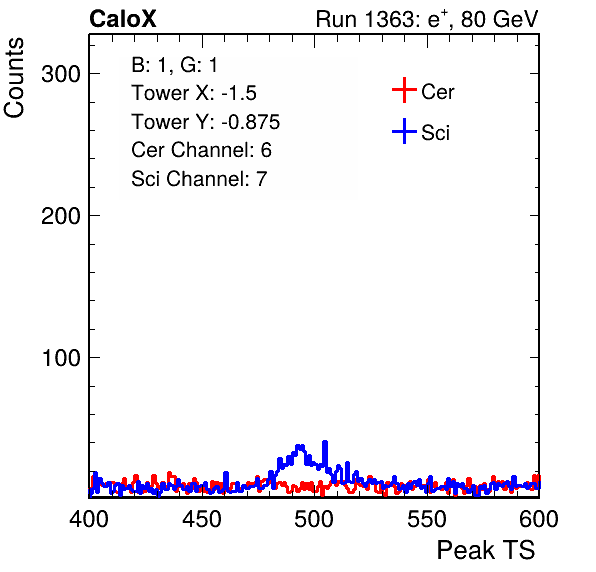 CaloX Run 1363: e⁺, 80 GeV
Counts
B: 1, G: 1
Tower X: -1.5
Tower Y: -0.875
Cer Channel: 6
Sci Channel: 7
Cer
Sci
300
200
100
400 450 500 550 600
Peak TS